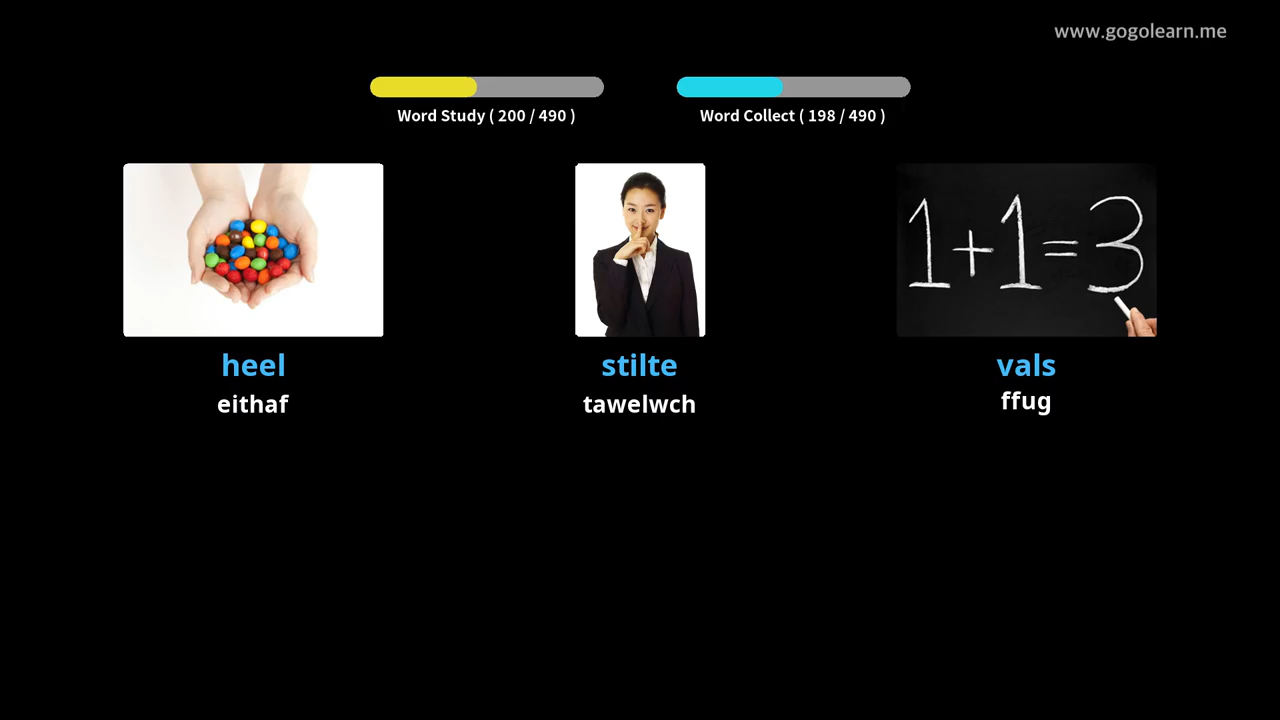 www.gogolearn.me
Word Study ( 200 / 490 )
Word Collect ( 198 / 490 )
1+1=3
heel
eithaf
stilte
tawelwch
vals
ffug